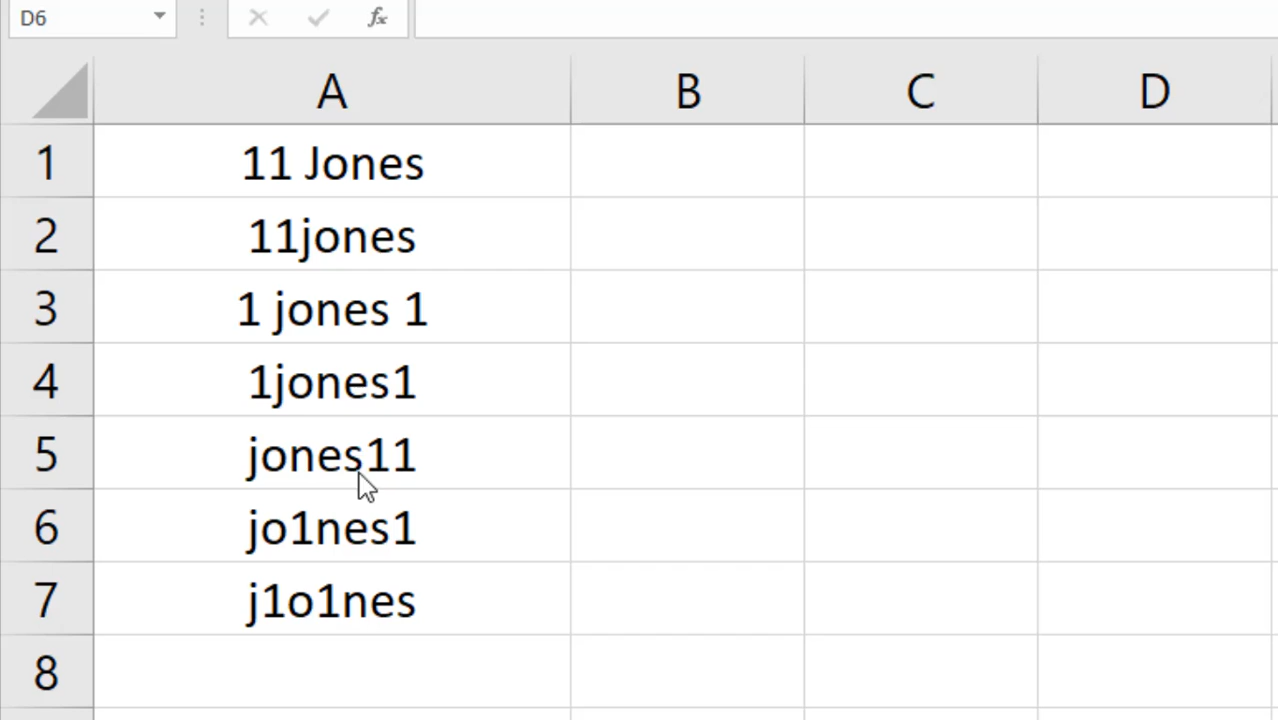 D6 fx
A B C D
1 11 Jones
2 11jones
3 1 jones 1
4 1jones1
5 jones11
6 jo1nes1
7 j1o1nes
8